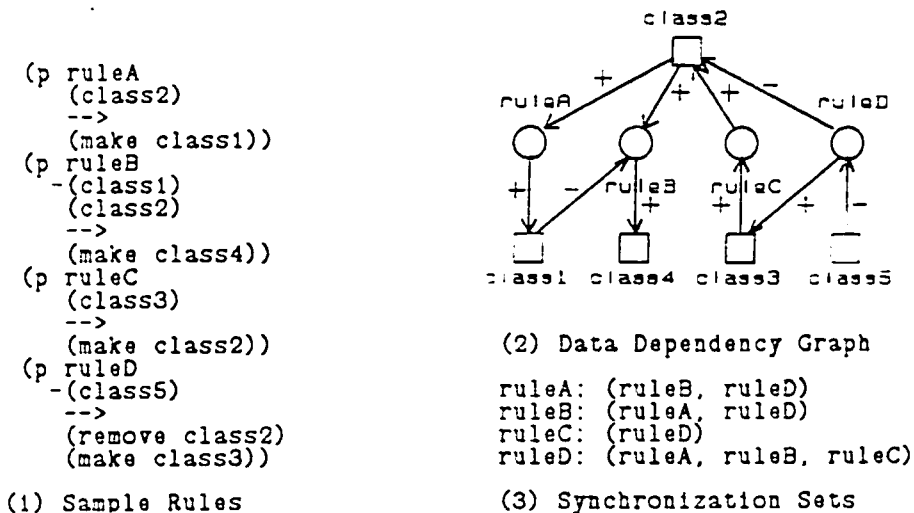 (p ruleA
(class2)
-->
(make class1))
(p ruleB
-(class1)
(class2)
-->
(make class4))
(p ruleC
(class3)
-->
(make class2))
(p ruleD
-(class5)
-->
(remove class2)
(make class3))
(1) Sample Rules
class2
+
+
+
-
ruleA
ruleD
+
-
ruleB
+
ruleC
+
+
-
class1
class4
class3
class5
(2) Data Dependency Graph
ruleA: (ruleB, ruleD)
ruleB: (ruleA, ruleD)
ruleC: (ruleD)
ruleD: (ruleA, ruleB, ruleC)
(3) Synchronization Sets